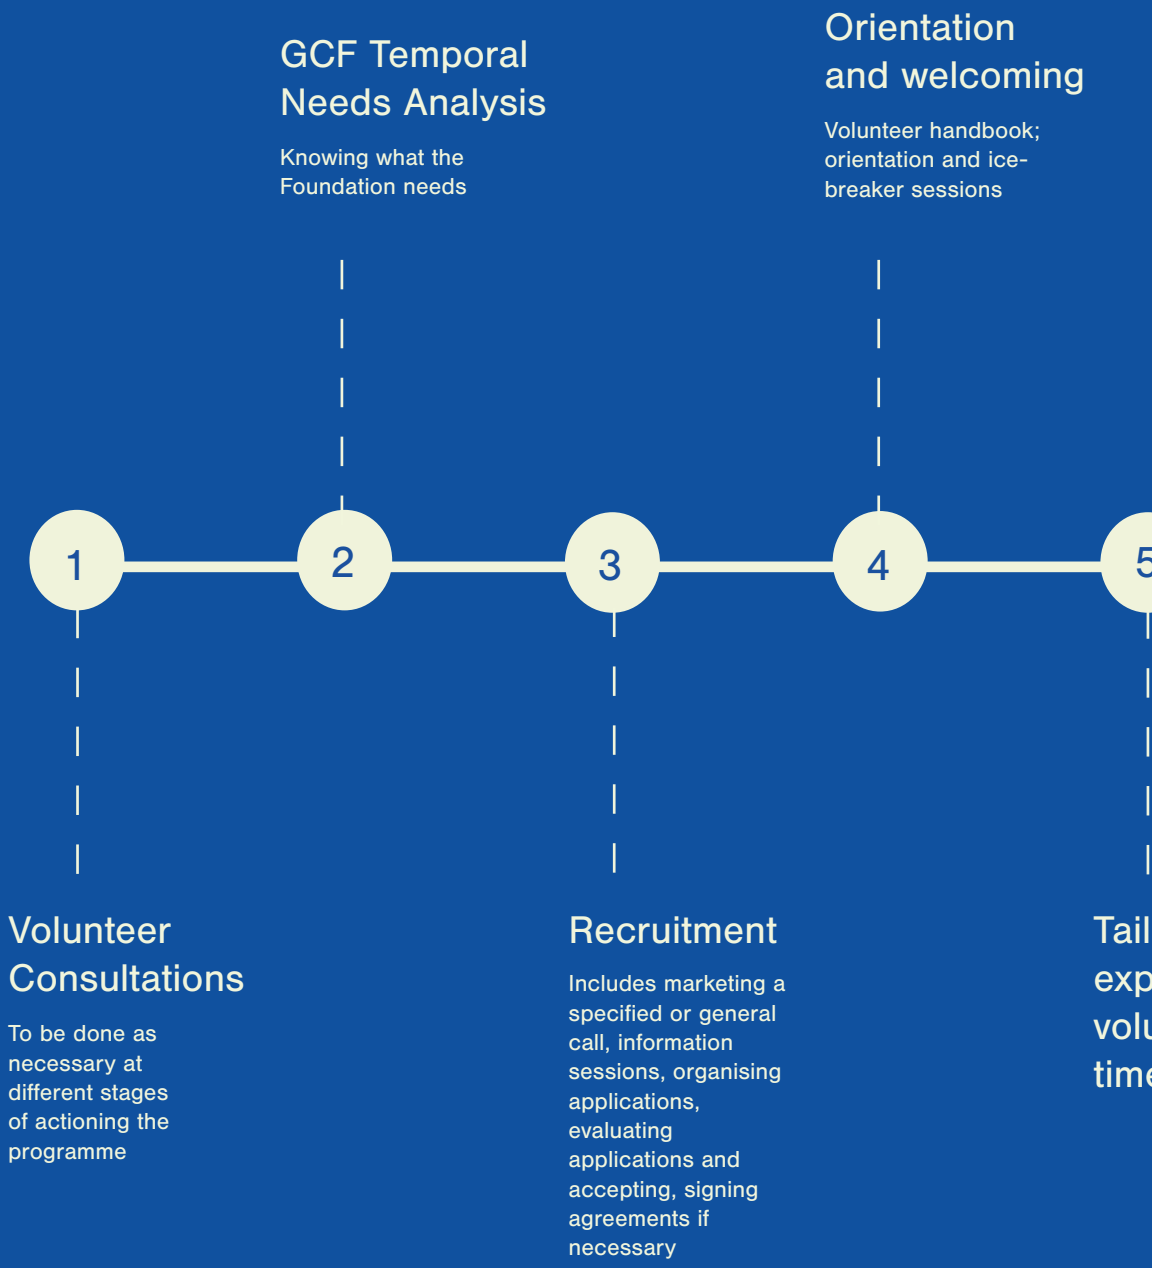 GCF Temporal
Needs Analysis
Knowing what the
Foundation needs
Orientation
and welcoming
Volunteer handbook;
orientation and ice-
breaker sessions
1
2
3
4
5
Volunteer
Consultations
To be done as
necessary at
different stages
of actioning the
programme
Recruitment
Includes marketing a
specified or general
call, information
sessions, organising
applications,
evaluating
applications and
accepting, signing
agreements if
necessary